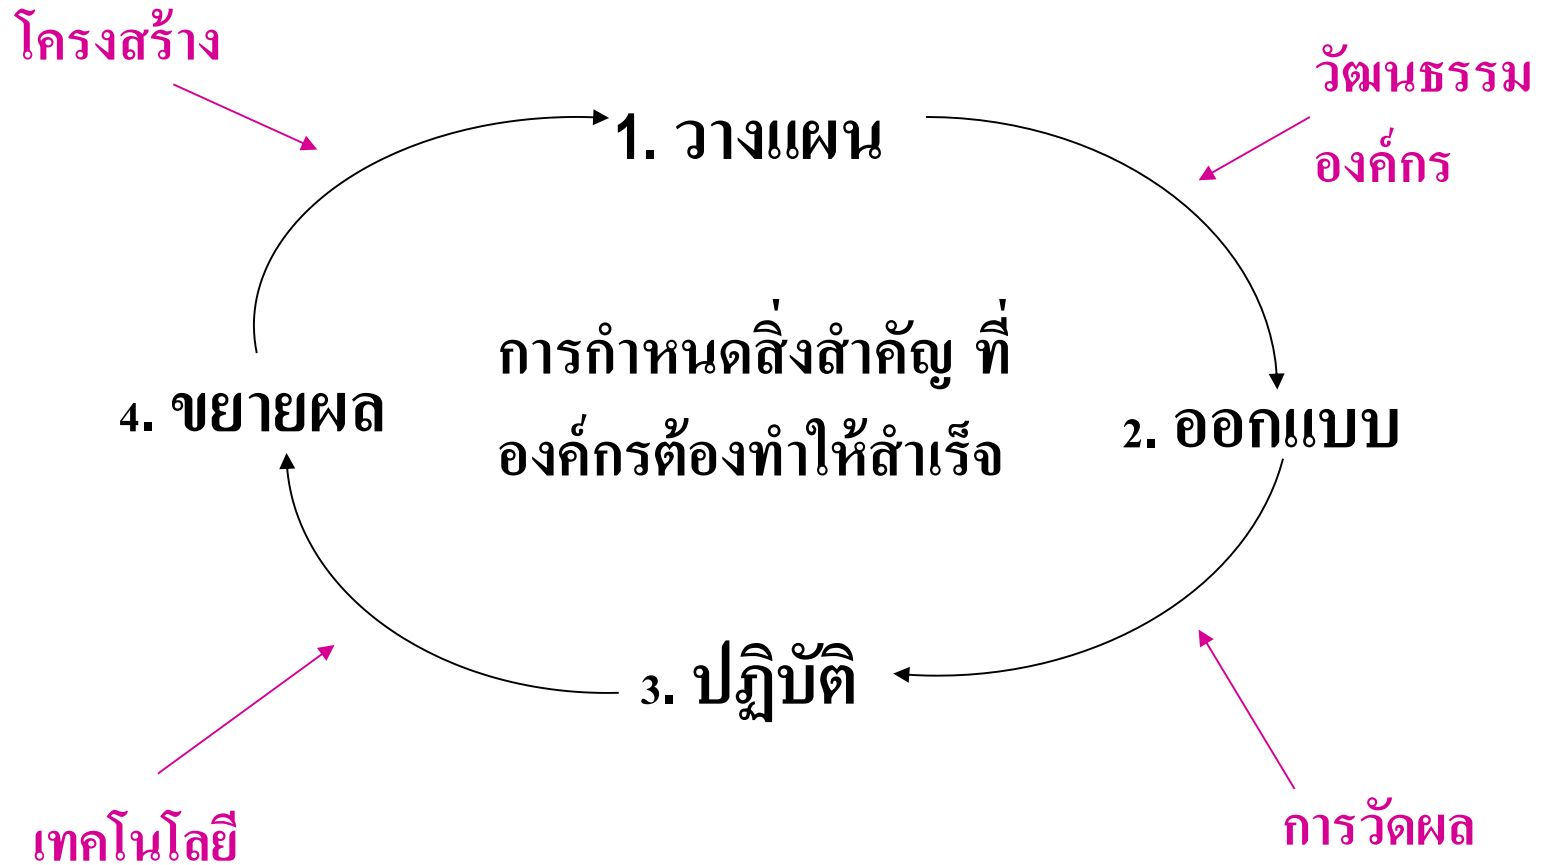 โครงสร้าง
วัฒนธรรม
องค์กร
1. วางแผน
การกำหนดสิ่งสำคัญ ที่
องค์กรต้องทำให้สำเร็จ
4. ขยายผล
2. ออกแบบ
3. ปฏิบัติ
เทคโนโลยี
การวัดผล